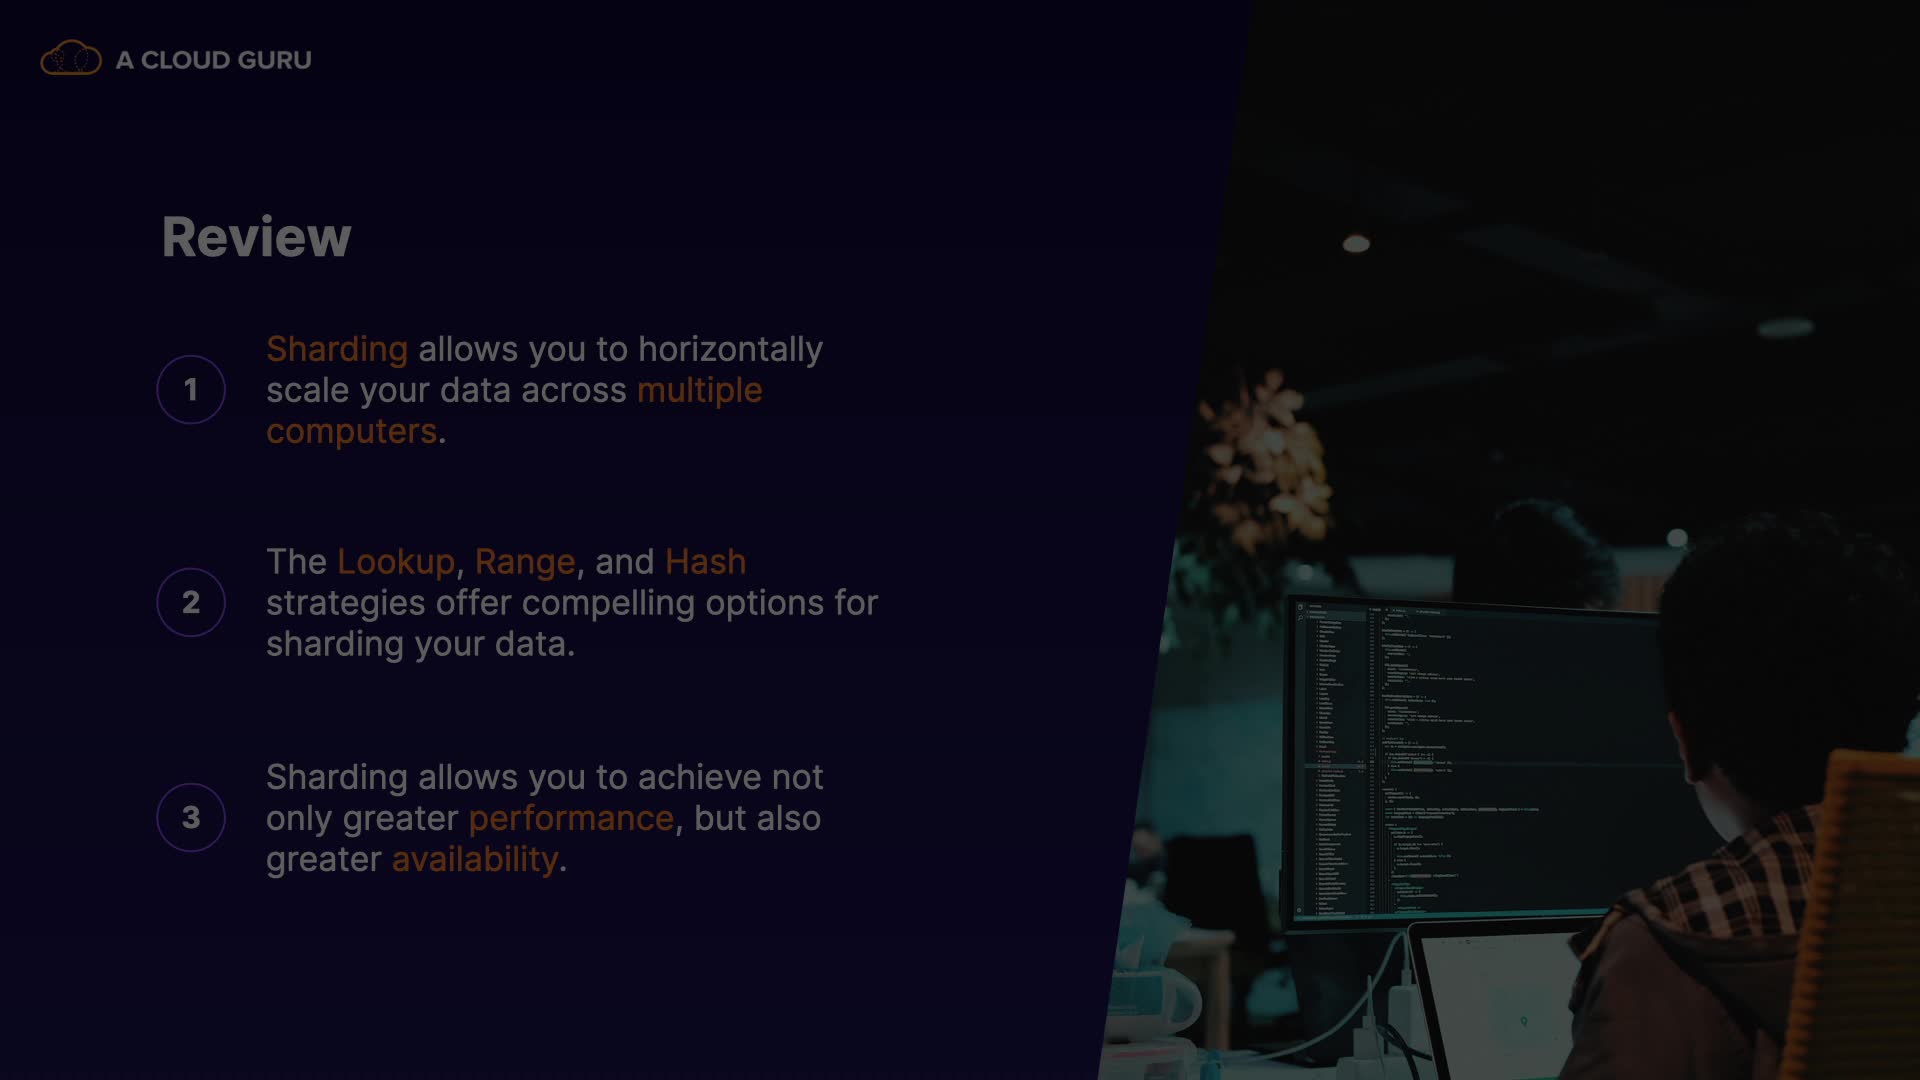 A CLOUD GURU
Review
1
Sharding allows you to horizontally
scale your data across multiple
computers.
2
The Lookup, Range, and Hash
strategies offer compelling options for
sharding your data.
3
Sharding allows you to achieve not
only greater performance, but also
greater availability.